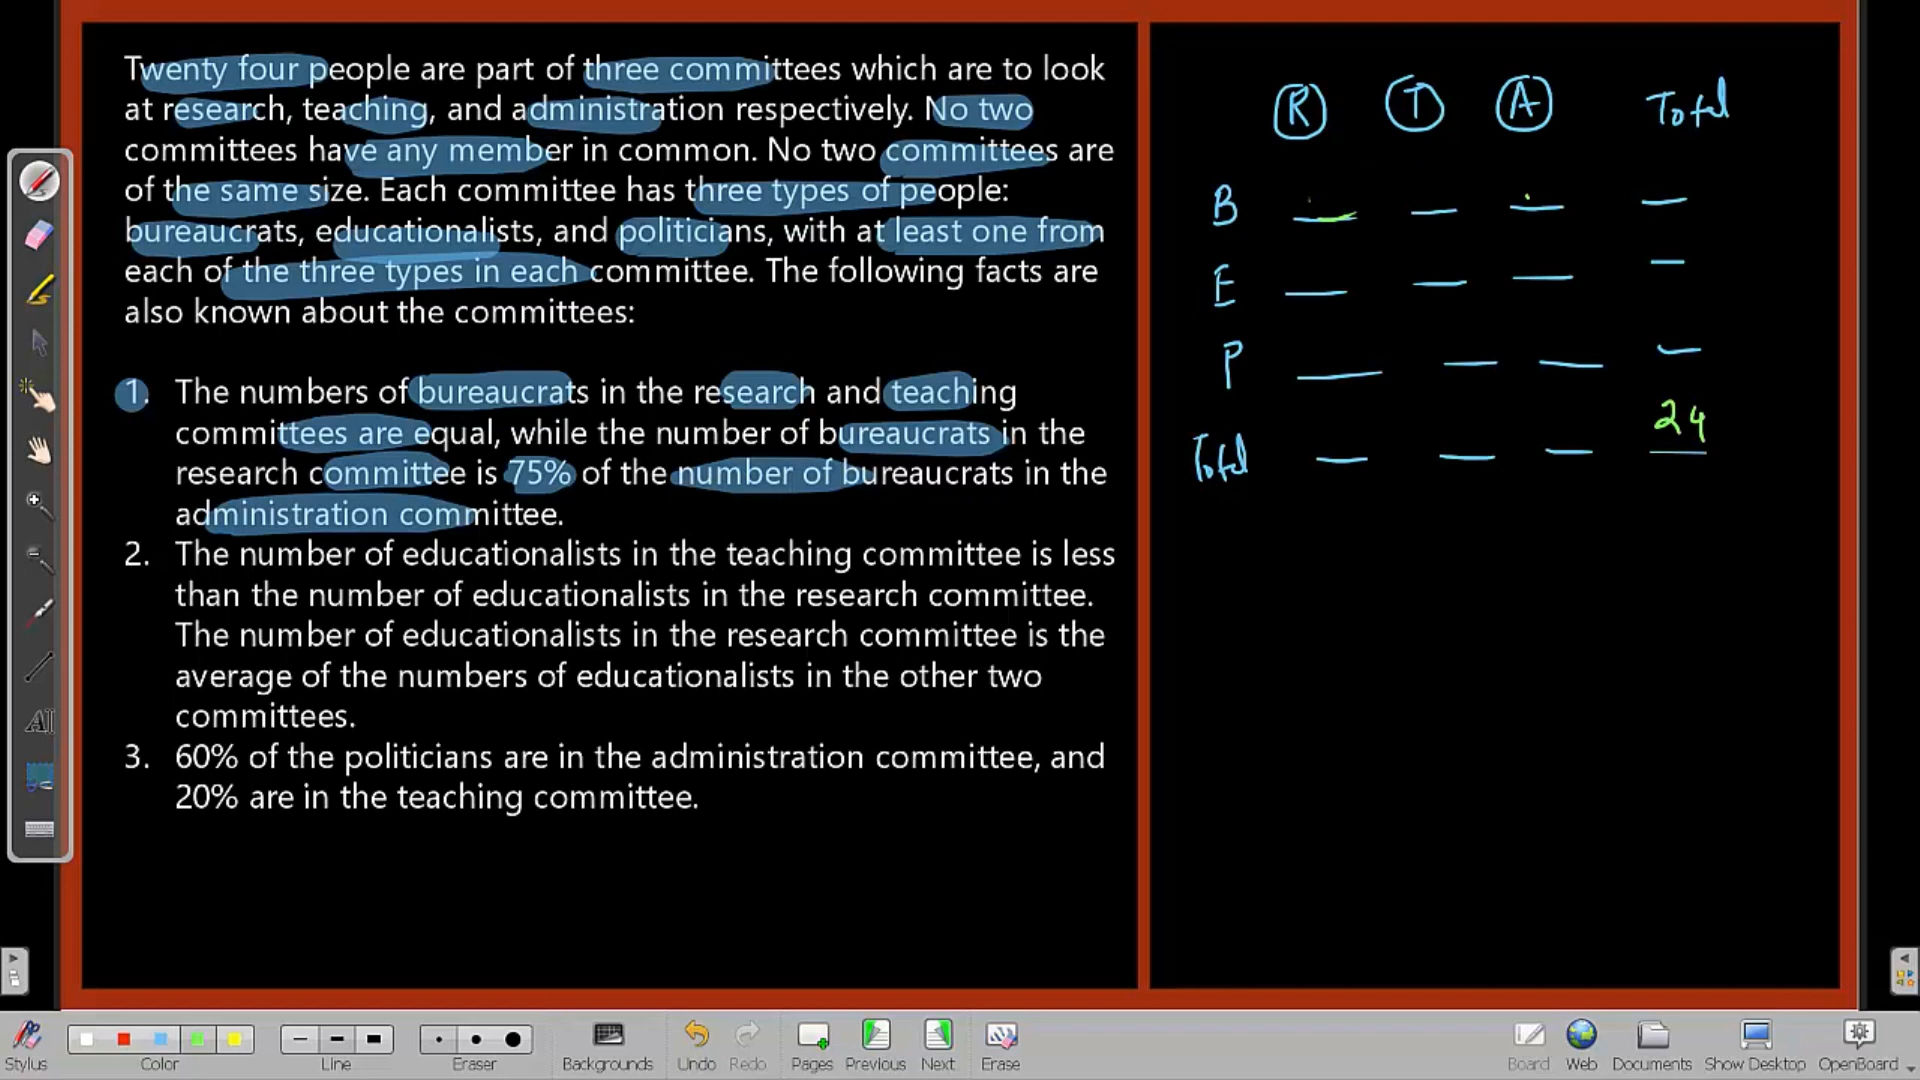 Twenty four people are part of three committees which are to look
at research, teaching, and administration respectively. No two
committees have any member in common. No two committees are
of the same size. Each committee has three types of people:
bureaucrats, educationalists, and politicians, with at least one from
each of the three types in each committee. The following facts are
also known about the committees:
1. The numbers of bureaucrats in the research and teaching
committees are equal, while the number of bureaucrats in the
research committee is 75% of the number of bureaucrats in the
administration committee.
2. The number of educationalists in the teaching committee is less
than the number of educationalists in the research committee.
The number of educationalists in the research committee is the
average of the numbers of educationalists in the other two
committees.
3. 60% of the politicians are in the administration committee, and
20% are in the teaching committee.
R T A Total
B
E
P
24
Total
Stylus Color Line Eraser Backgrounds Undo Redo Pages Previous Next Erase Board Web Documents Show Desktop OpenBoard